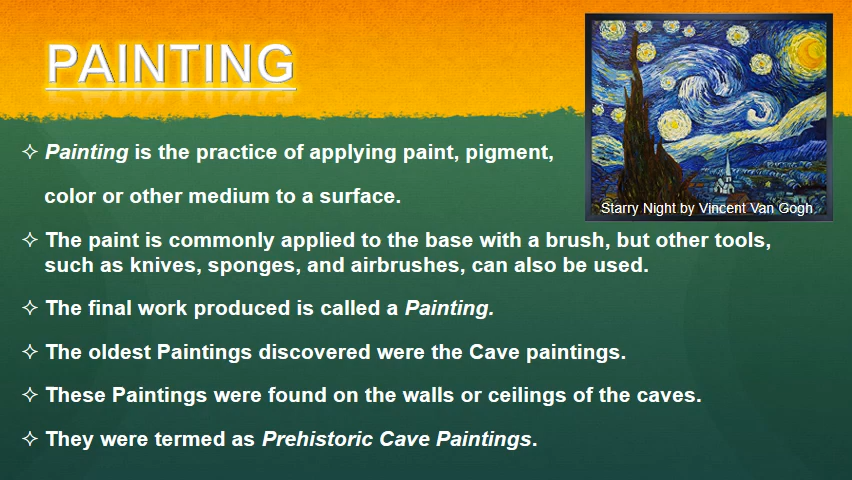 PAINTING
Starry Night by Vincent Van Gogh
✧ Painting is the practice of applying paint, pigment,
color or other medium to a surface.
✧ The paint is commonly applied to the base with a brush, but other tools,
such as knives, sponges, and airbrushes, can also be used.
✧ The final work produced is called a Painting.
✧ The oldest Paintings discovered were the Cave paintings.
✧ These Paintings were found on the walls or ceilings of the caves.
✧ They were termed as Prehistoric Cave Paintings.